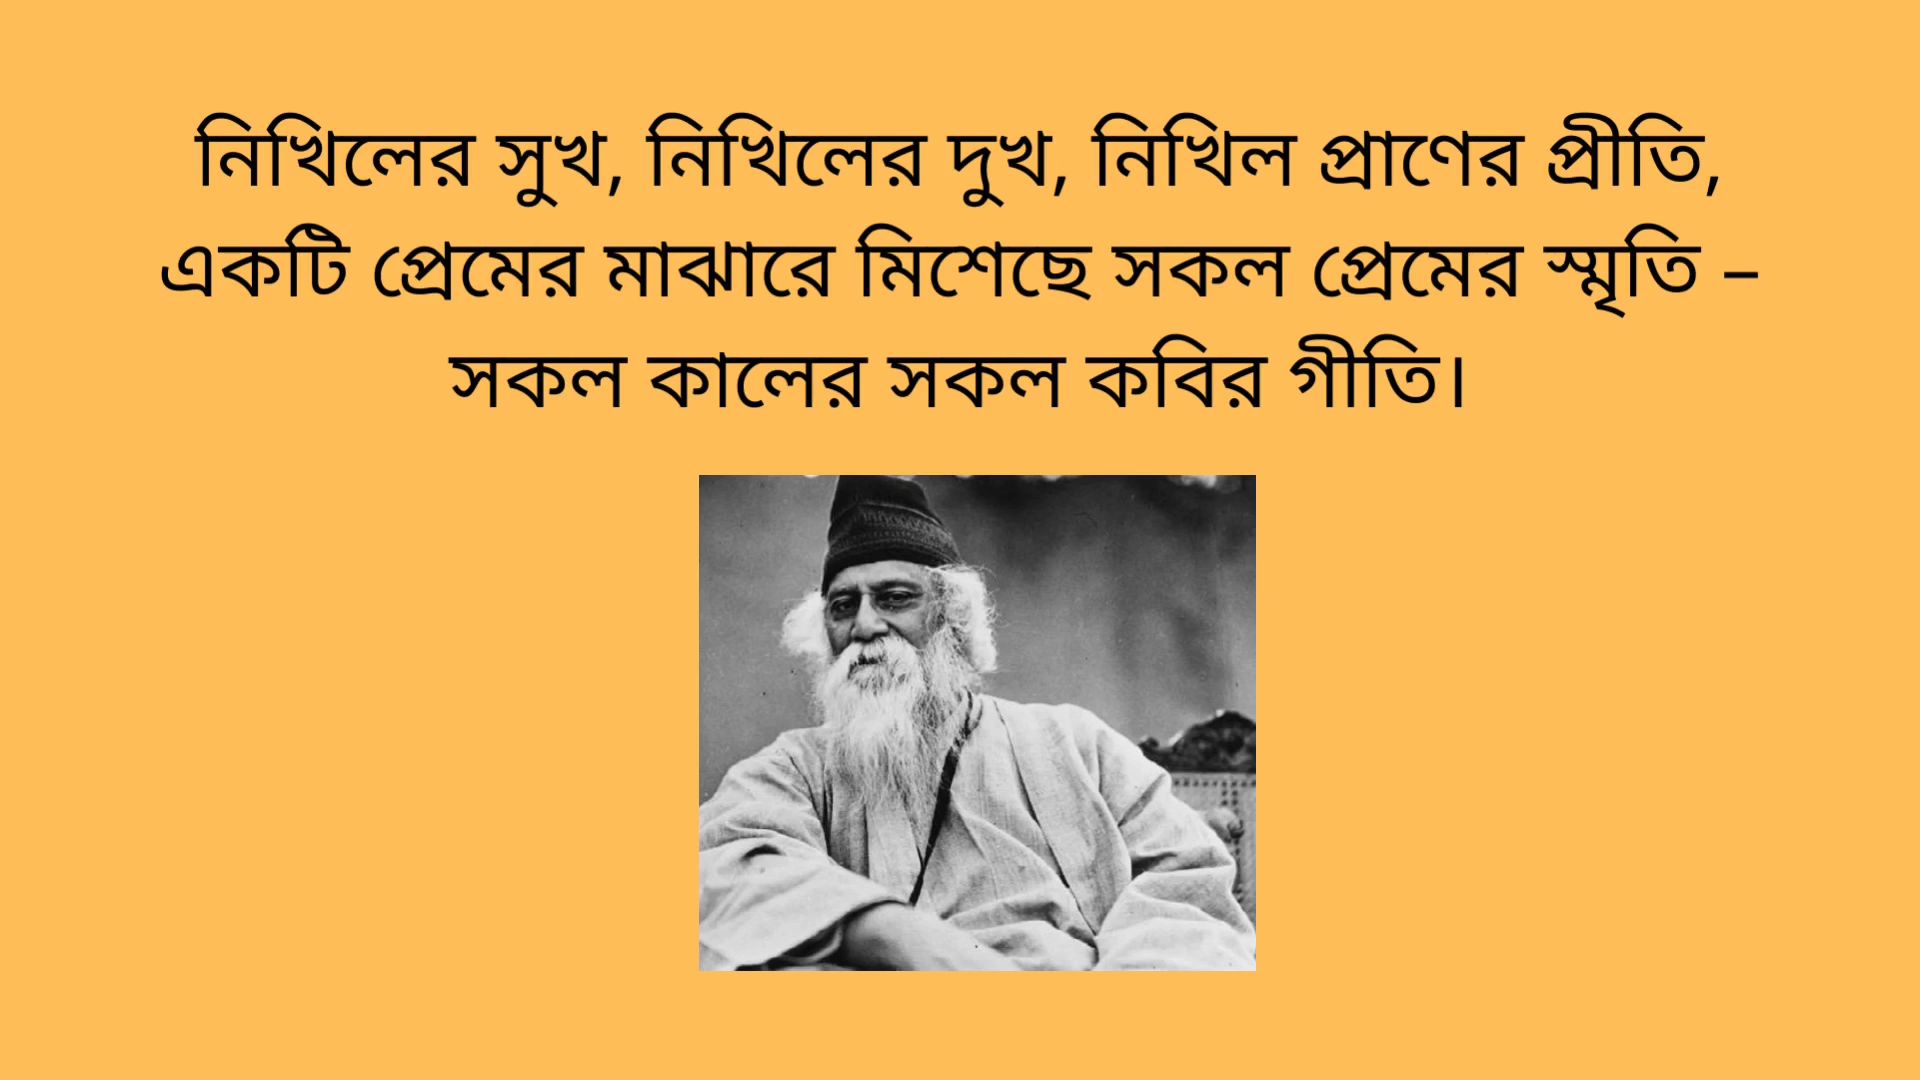 নিখিলের সুখ, নিখিলের দুখ, নিখিল প্রাণের প্রীতি,
একটি প্রেমের মাঝারে মিশেছে সকল প্রেমের স্মৃতি –
সকল কালের সকল কবির গীতি।